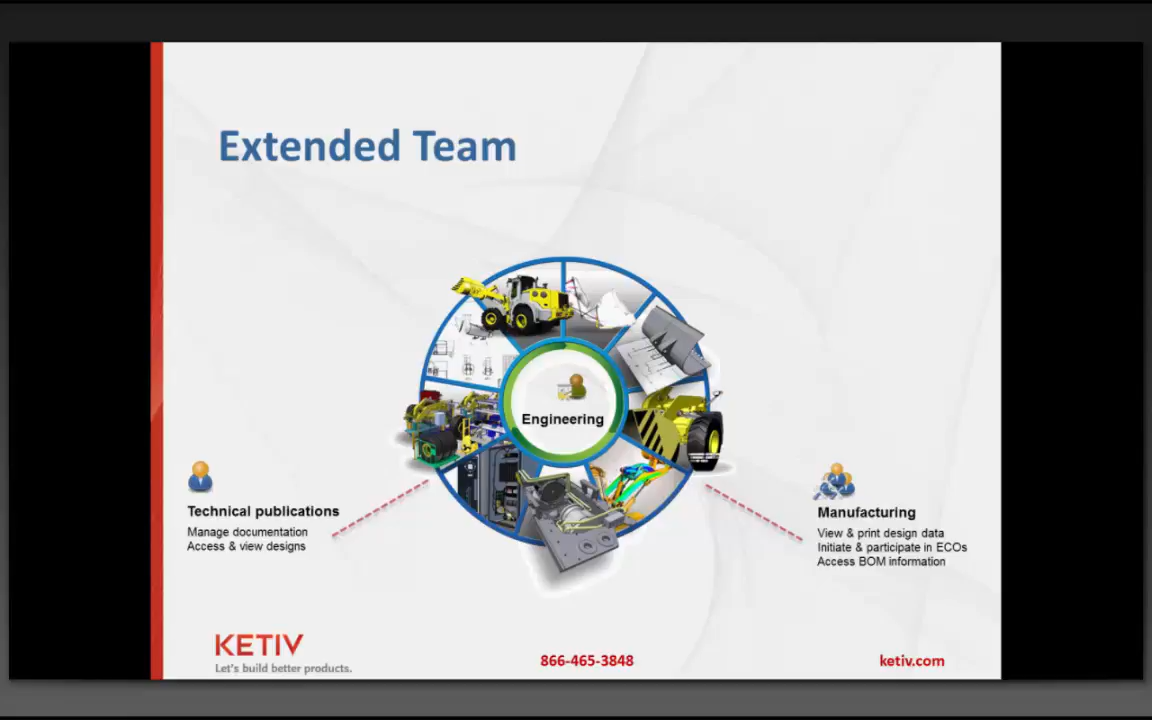 Extended Team
Engineering
Technical publications
Manage documentation
Access & view designs
Manufacturing
View & print design data
Initiate & participate in ECOs
Access BOM information
KETIV
Let's build better products.
866-465-3848
ketiv.com